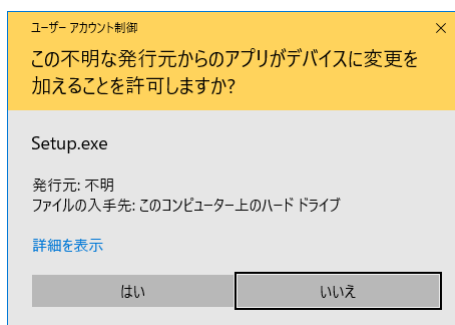 ユーザー アカウント制御
この不明な発行元からのアプリがデバイスに変更を
加えることを許可しますか?
Setup.exe
発行元: 不明
ファイルの入手先: このコンピューター上のハード ドライブ
詳細を表示
はい
いいえ